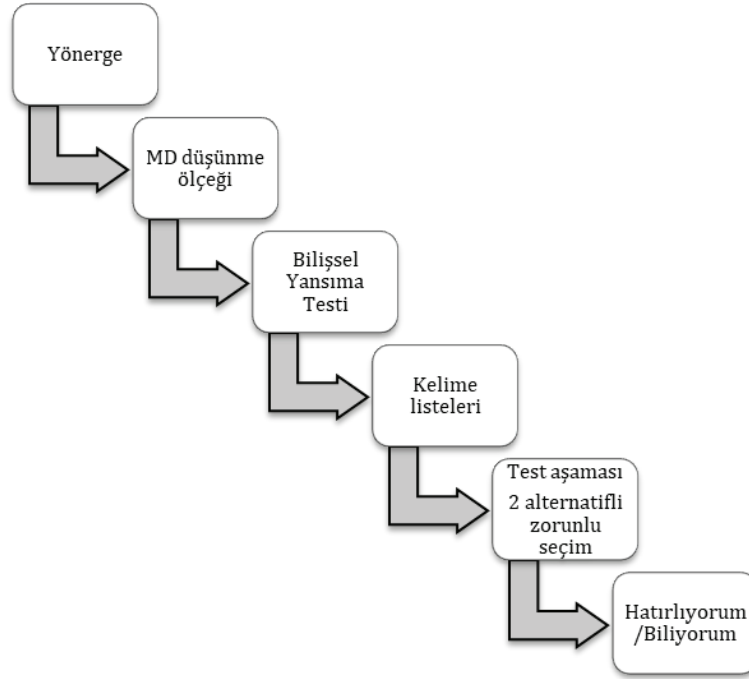 Yönerge
MD düşünme
ölçeği
Bilişsel
Yansıma
Testi
Kelime
listeleri
Test aşaması
2 alternatifli
zorunlu
seçim
Hatırlıyorum
/Biliyorum